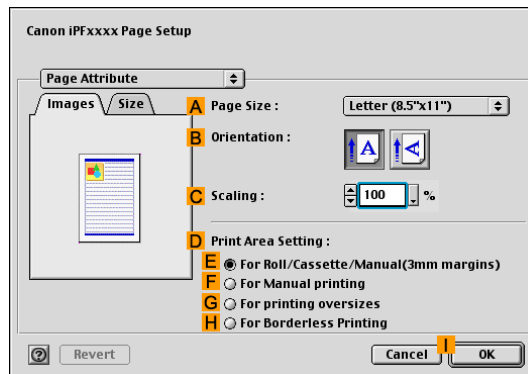 Canon iPFxxxx Page Setup
Page Attribute
Images Size
A Page Size : Letter (8.5"x11")
B Orientation :
A A
C Scaling : 100 %
D Print Area Setting :
E For Roll/Cassette/Manual(3mm margins)
F For Manual printing
G For printing oversizes
H For Borderless Printing
? Revert Cancel I OK